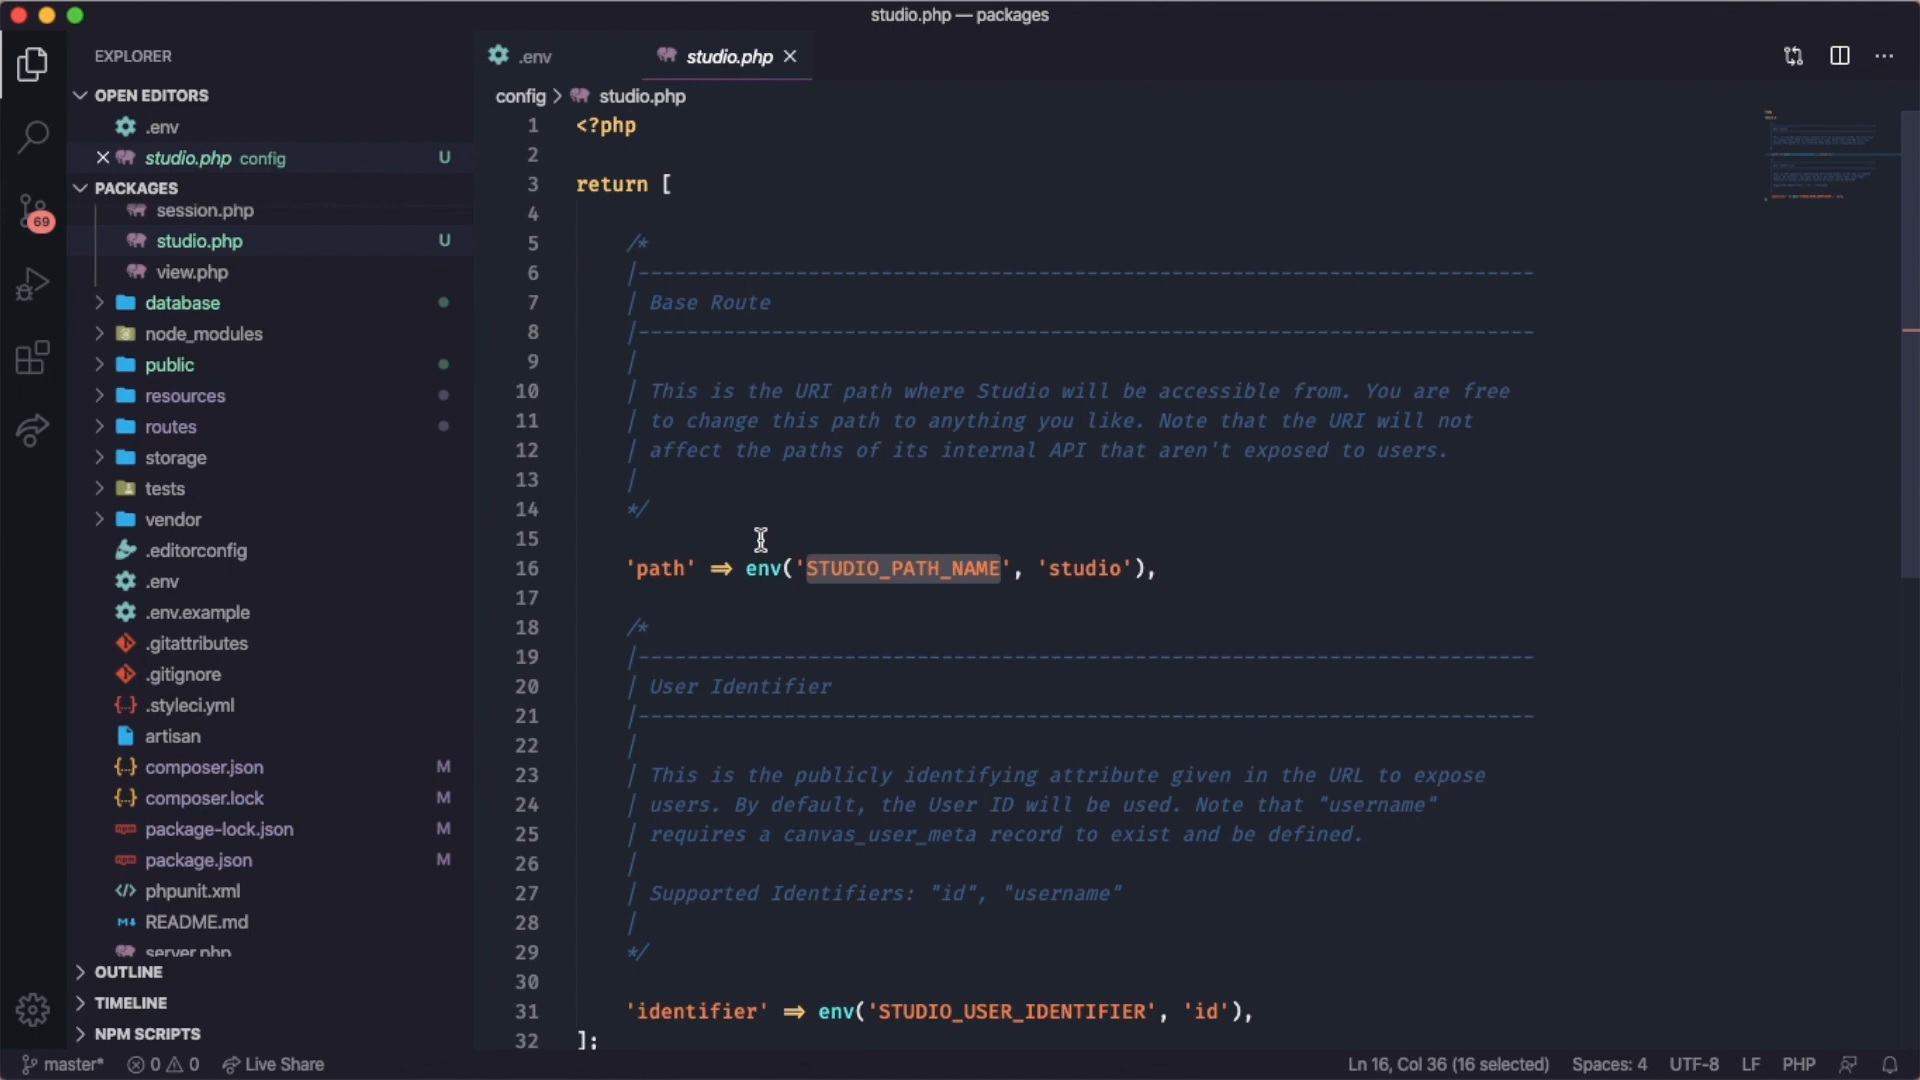 studio.php — packages
EXPLORER
OPEN EDITORS
.env
studio.php config U
PACKAGES
session.php
studio.php U
view.php
database
node_modules
public
resources
routes
storage
tests
vendor
.editorconfig
.env
.env.example
.gitattributes
.gitignore
.styleci.yml
artisan
composer.json M
composer.lock M
package-lock.json M
package.json M
phpunit.xml
README.md
server.php
OUTLINE
TIMELINE
NPM SCRIPTS
69
.env
studio.php
config > studio.php
1 <?php
2
3 return [
4
5 /*
6 |--------------------------------------------------------------------------
7 | Base Route
8 |--------------------------------------------------------------------------
9 |
10 | This is the URI path where Studio will be accessible from. You are free
11 | to change this path to anything you like. Note that the URI will not
12 | affect the paths of its internal API that aren't exposed to users.
13 |
14 */
15
16 'path' => env('STUDIO_PATH_NAME', 'studio'),
17
18 /*
19 |--------------------------------------------------------------------------
20 | User Identifier
21 |--------------------------------------------------------------------------
22 |
23 | This is the publicly identifying attribute given in the URL to expose
24 | users. By default, the User ID will be used. Note that "username"
25 | requires a canvas_user_meta record to exist and be defined.
26 |
27 | Supported Identifiers: "id", "username"
28 |
29 */
30
31 'identifier' => env('STUDIO_USER_IDENTIFIER', 'id'),
32 ];
master* 0 0 Live Share
Ln 16, Col 36 (16 selected) Spaces: 4 UTF-8 LF PHP